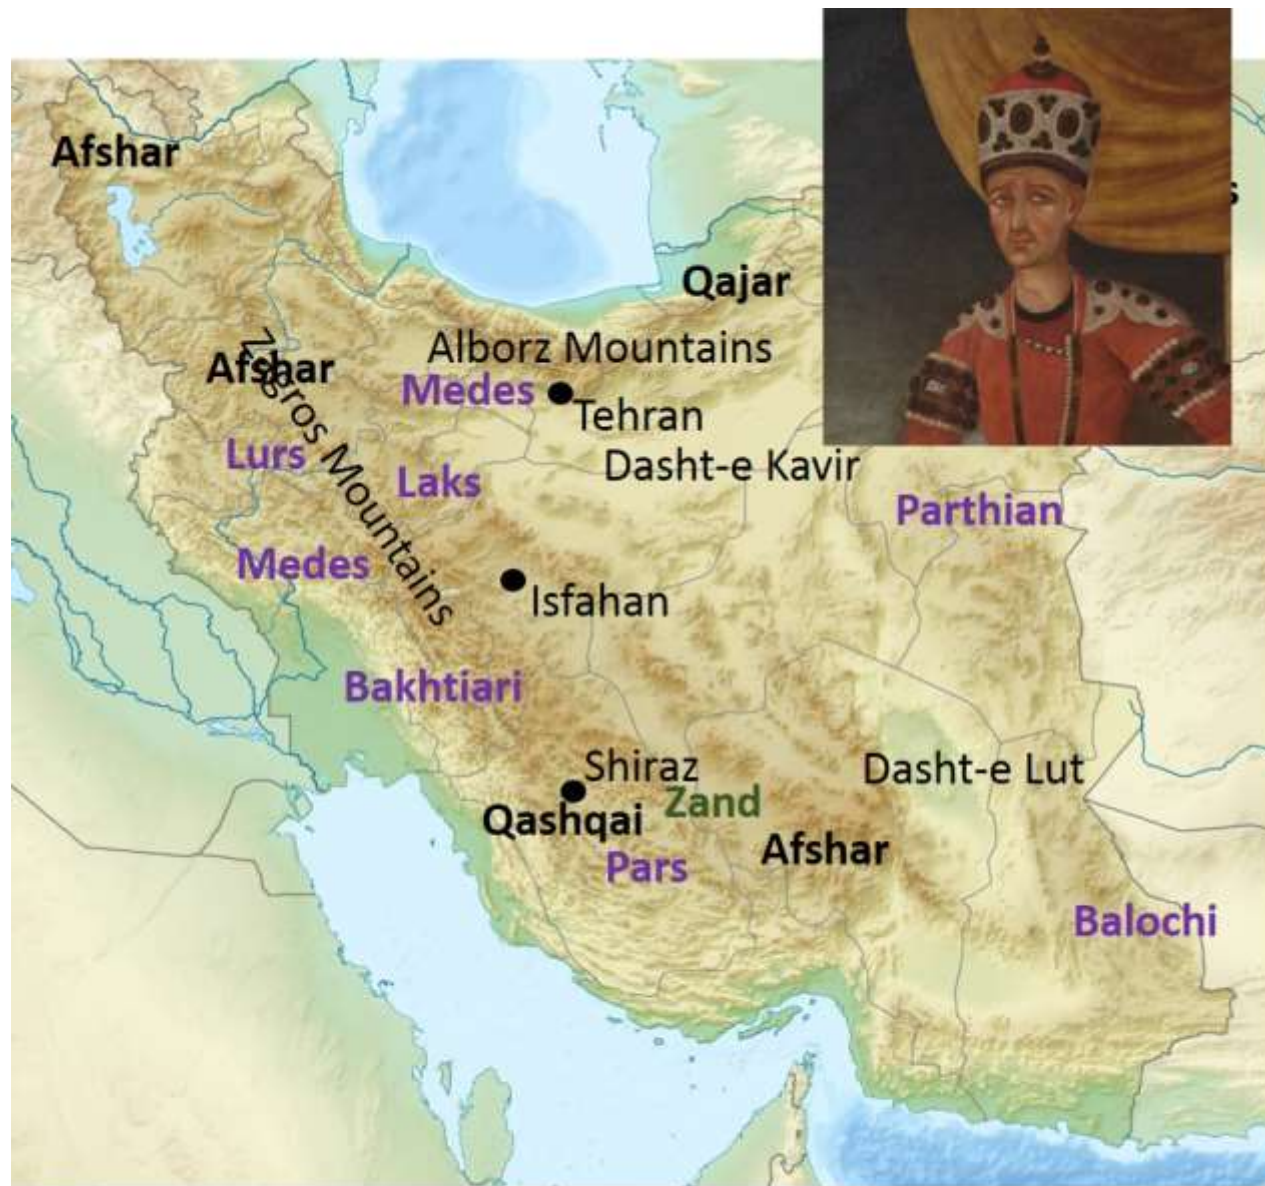 Afshar
s
Qajar
Alborz Mountains
Afshar
Zagros Mountains
Medes
Tehran
Lurs
Laks
Dasht-e Kavir
Parthian
Medes
Isfahan
Bakhtiari
Shiraz
Dasht-e Lut
Zand
Qashqai
Afshar
Pars
Balochi